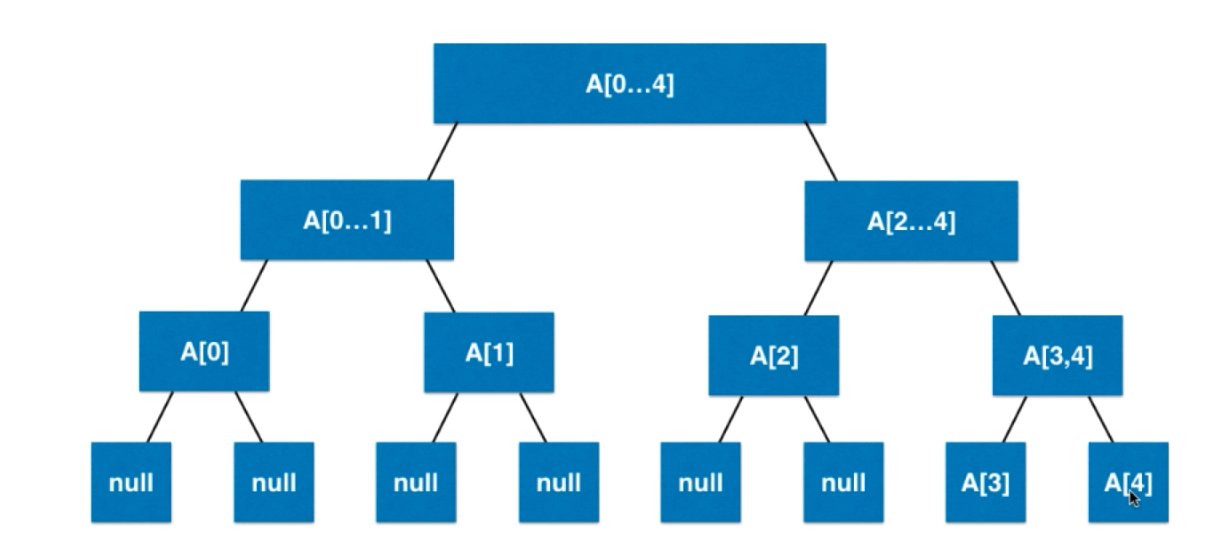 A[0...4]
A[0...1]
A[2...4]
A[0]
A[1]
A[2]
A[3,4]
null
null
null
null
null
null
A[3]
A[4]